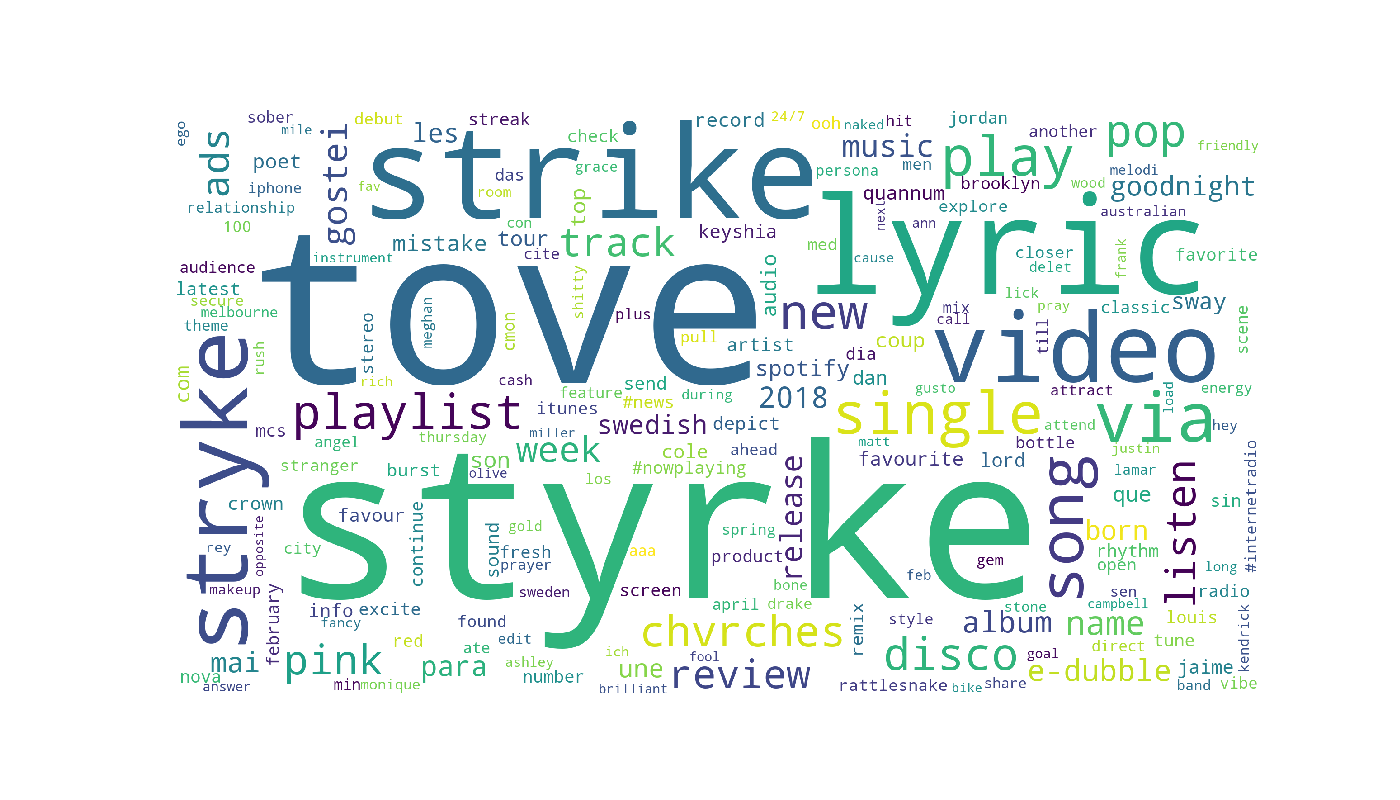 ego
sober
mile
ads
gostei
debut
les
streak
strike
check
record
24/7
ooh
naked
hit
music
men
persona
jordan
another
pop
friendly
play
melodi
wood
goodnight
poet
iphone
relationship
100
fav
das
room
grace
top
con
quannum
brooklyn
explore
next
ann
lyric
australian
mistake
tour
cite
track
keyshia
med
cause
closer
delet
frank
favorite
instrument
audience
latest
secure
melbourne
theme
rush
stereo
meghan
tove
cmon
shitty
plus
pull
audio
new
artist
mix
call
lick
pray
till
classic
sway
scene
coup
video
dia
dan
spotify
2018
com
stryke
rich
cash
feature
send
during
#news
itunes
playlist
mcs
angel
thursday
miller
swedish
depict
gusto
single
attract
load
energy
via
attend
hey
justin
week
son
olive
stranger
burst
cole
ahead
#nowplaying
los
matt
favourite
lord
bottle
lamar
crown
favour
continue
styrke
sound
gold
fresh
prayer
aaa
spring
product
release
song
que
listen
sin
born
rhythm
open
#internetradio
rey
opposite
city
makeup
february
info
fancy
excite
sweden
screen
bone
april
drake
feb
gem
sen
long
radio
campbell
stone
found
chvrches
remix
style
album
name
louis
kendrick
mai
nova
answer
pink
red
para
ate
edit
ashley
number
min
monique
ich
une
brilliant
fool
review
disco
rattlesnake
bike
share
goal
direct
tune
e-dubble
jaime
band
vibe